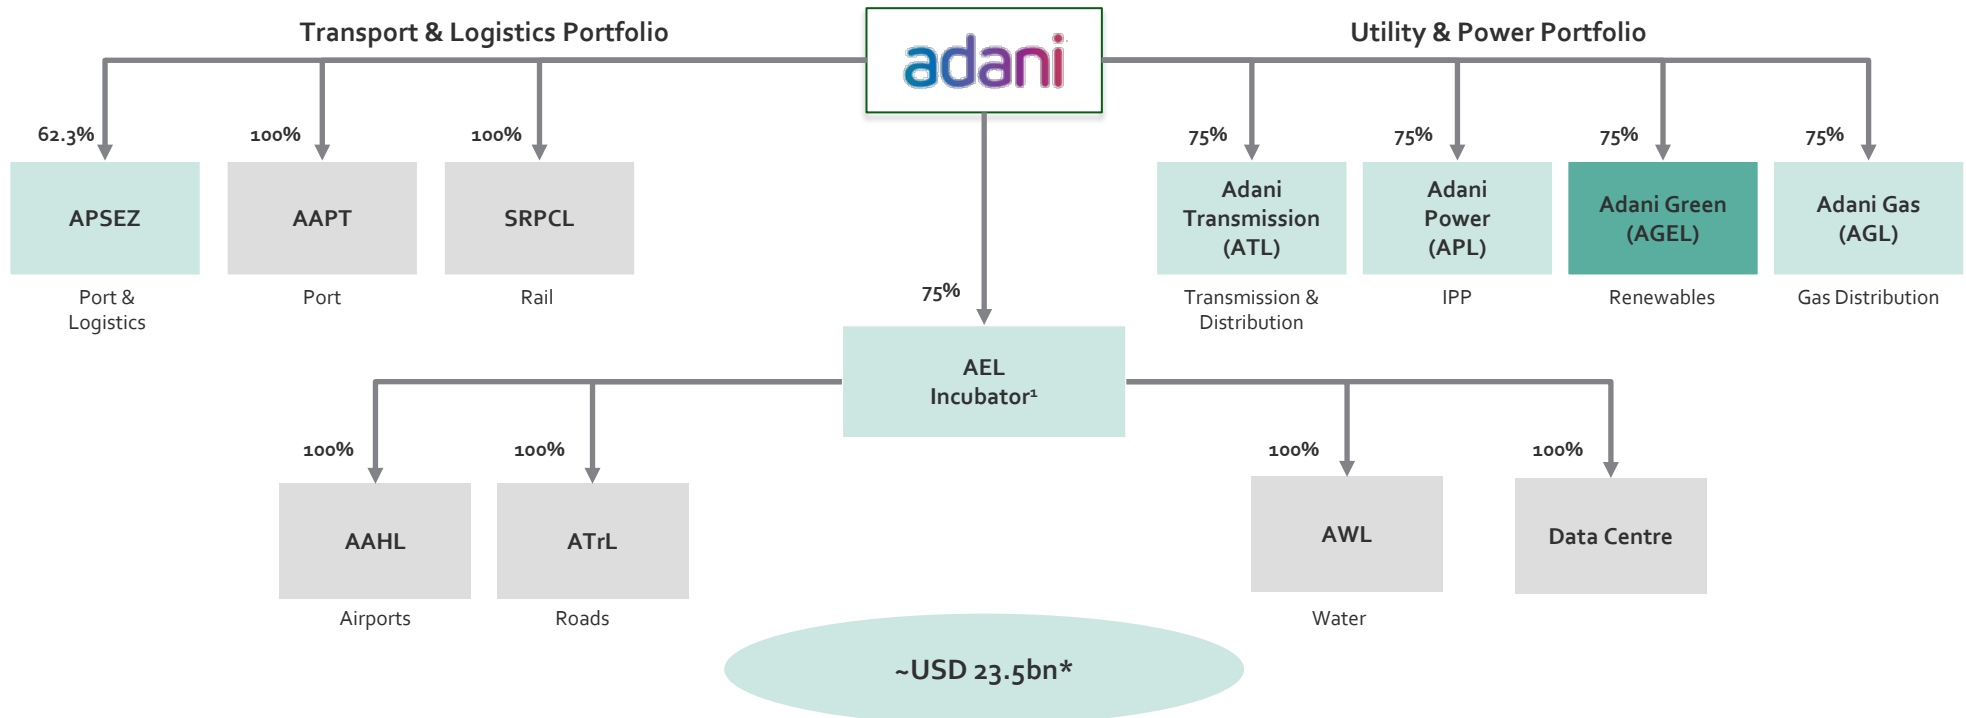 Transport & Logistics Portfolio
adani
Utility & Power Portfolio
62.3%
100%
100%
75%
75%
75%
75%
APSEZ
AAPT
SRPCL
Adani
Transmission
(ATL)
Adani
Power
(APL)
Adani Green
(AGEL)
Adani Gas
(AGL)
Port &
Logistics
Port
Rail
75%
Transmission &
Distribution
IPP
Renewables
Gas Distribution
AEL
Incubator¹
100%
100%
100%
100%
AAHL
ATrL
AWL
Data Centre
Airports
Roads
Water
~USD 23.5bn*